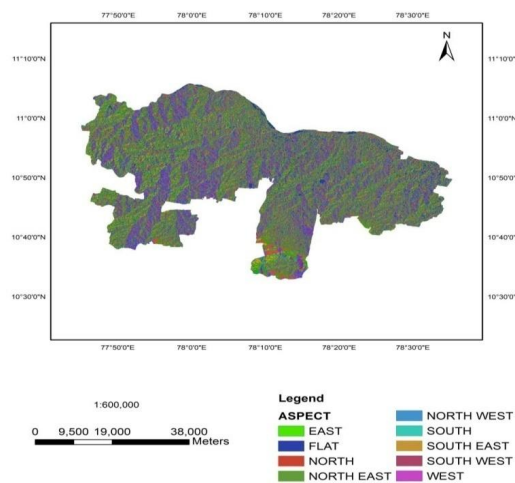 77°50'0"E 78°0'0"E 78°10'0"E 78°20'0"E 78°30'0"E
N
11°10'0"N 11°10'0"N
11°0'0"N 11°0'0"N
10°50'0"N 10°50'0"N
10°40'0"N 10°40'0"N
10°30'0"N 10°30'0"N
77°50'0"E 78°0'0"E 78°10'0"E 78°20'0"E 78°30'0"E
1:600,000
0 9,500 19,000 38,000
Meters
Legend
ASPECT
EAST
FLAT
NORTH
NORTH EAST
NORTH WEST
SOUTH
SOUTH EAST
SOUTH WEST
WEST